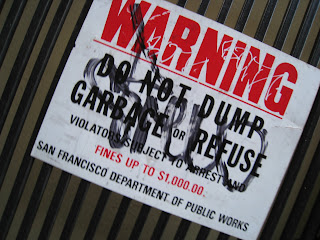 WARNING
DO NOT DUMP
GARBAGE OR REFUSE
VIOLATORS SUBJECT TO ARREST AND
FINES UP TO $1,000.00.
SAN FRANCISCO DEPARTMENT OF PUBLIC WORKS